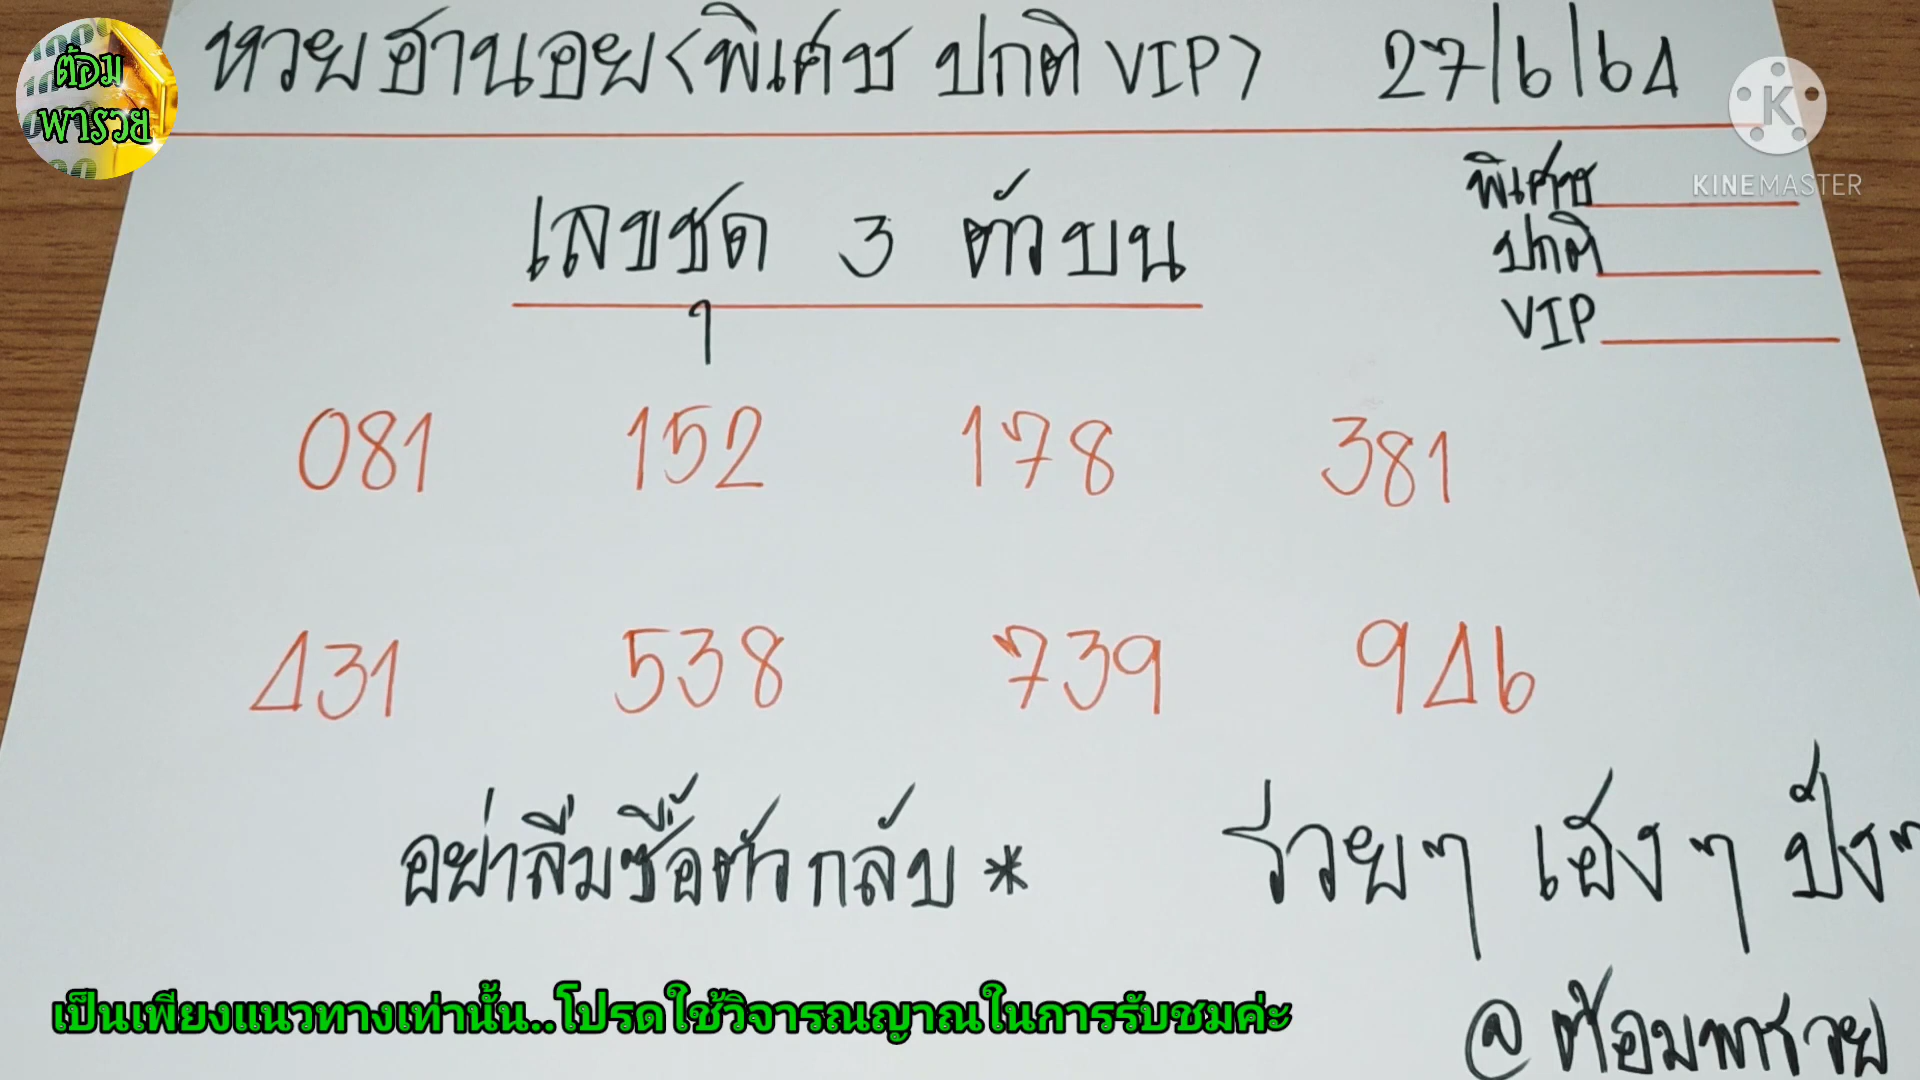 ต้อม
พารวย
หวยฮานอย<พิเศษ ปกติ VIP> 27/6/64
KINEMASTER
พิเศษ
ปกติ
VIP
เลขชุด 3 ตัวบน
081 152 178 381
431 538 739 946
อย่าลืมซื้อตัวกลับ * รวยๆ เฮงๆ ปังๆ
เป็นเพียงแนวทางเท่านั้น..โปรดใช้วิจารณญาณในการรับชมค่ะ
@ต้อมพารวย